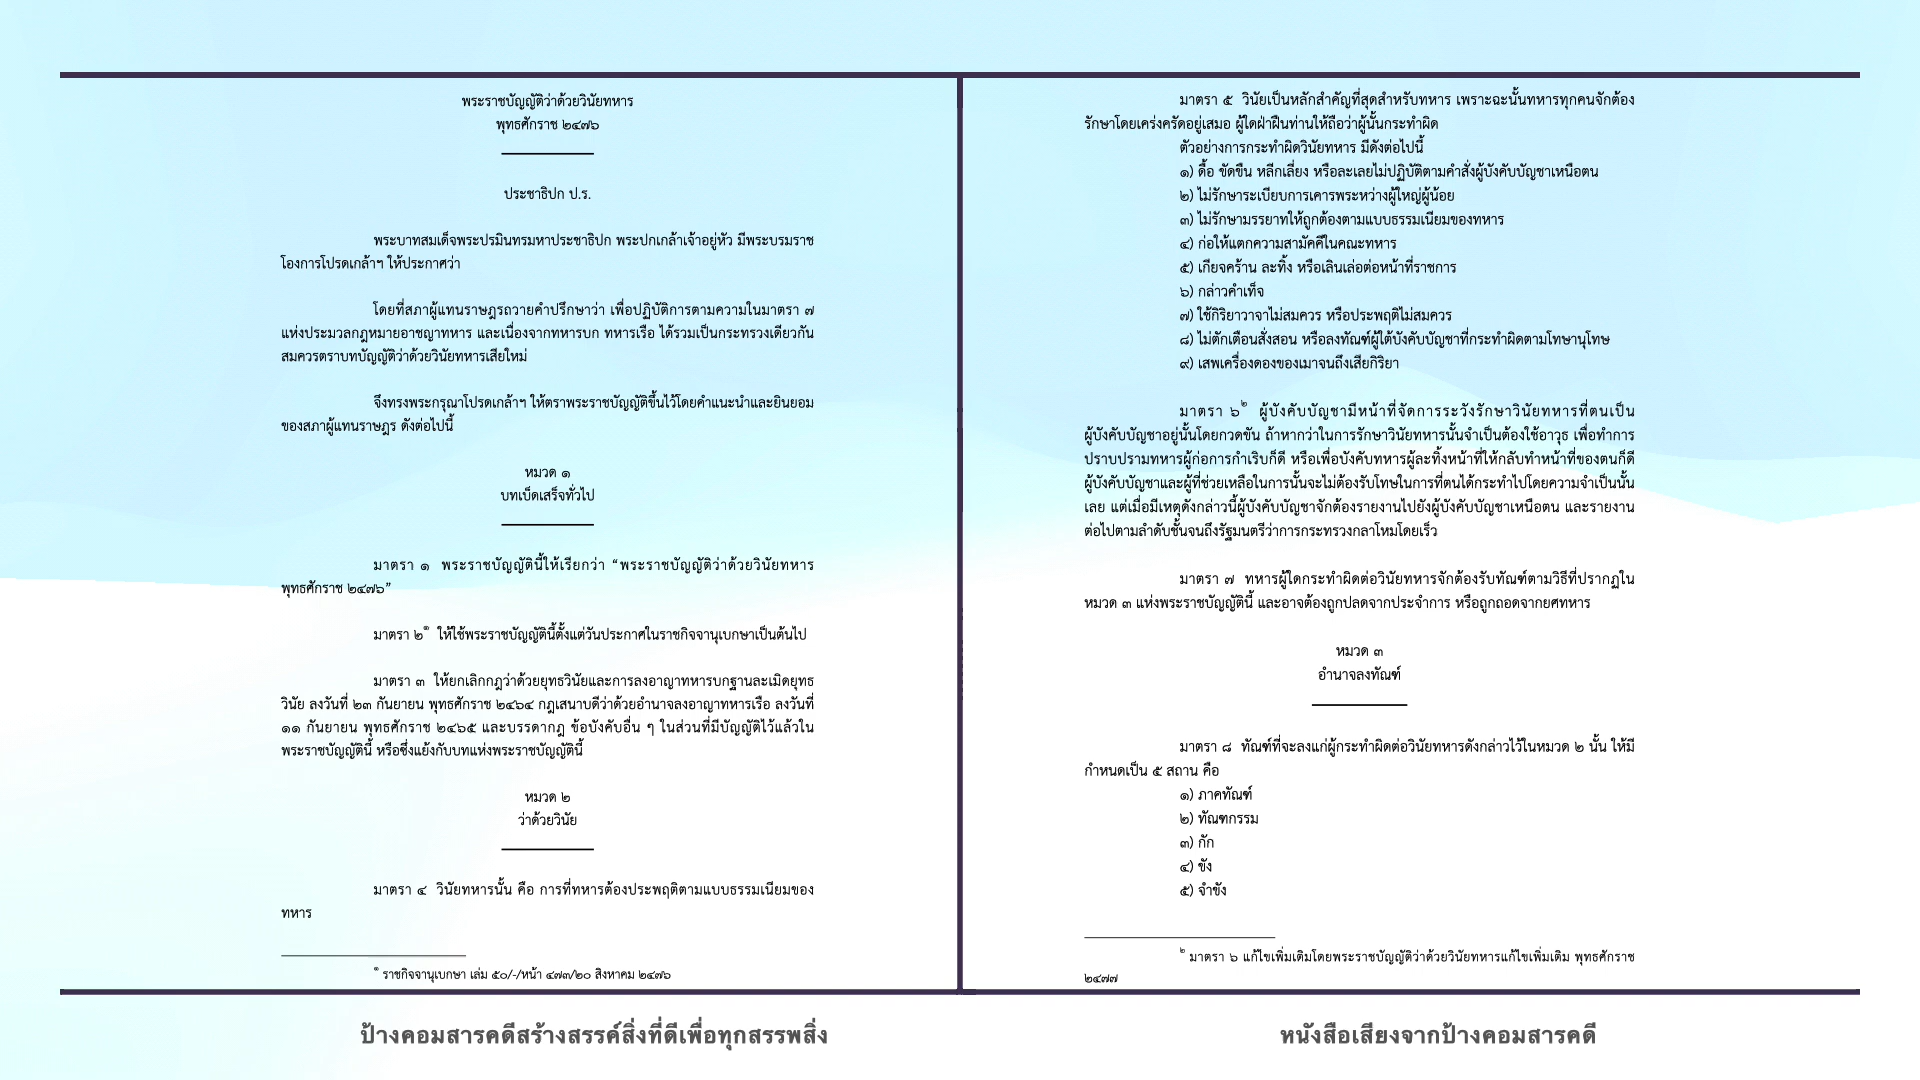 พระราชบัญญัติว่าด้วยวินัยทหาร
พุทธศักราช ๒๔๗๖
ประชาธิปก ป.ร.
พระบาทสมเด็จพระปรมินทรมหาประชาธิปก พระปกเกล้าเจ้าอยู่หัว มีพระบรมราช
โองการโปรดเกล้าฯ ให้ประกาศว่า
โดยที่สภาผู้แทนราษฎรถวายคำปรึกษาว่า เพื่อปฏิบัติการตามความในมาตรา ๗
แห่งประมวลกฎหมายอาชญาทหาร และเนื่องจากทหารบก ทหารเรือ ได้รวมเป็นกระทรวงเดียวกัน
สมควรตราบทบัญญัติว่าด้วยวินัยทหารเสียใหม่
จึงทรงพระกรุณาโปรดเกล้าฯ ให้ตราพระราชบัญญัติขึ้นไว้โดยคำแนะนำและยินยอม
ของสภาผู้แทนราษฎร ดังต่อไปนี้
หมวด ๑
บทเบ็ดเสร็จทั่วไป
มาตรา ๑ พระราชบัญญัตินี้ให้เรียกว่า “พระราชบัญญัติว่าด้วยวินัยทหาร
พุทธศักราช ๒๔๗๖”
มาตรา ๒๑ ให้ใช้พระราชบัญญัตินี้ตั้งแต่วันประกาศในราชกิจจานุเบกษาเป็นต้นไป
มาตรา ๓ ให้ยกเลิกกฎว่าด้วยยุทธวินัยและการลงอาญาทหารบกฐานละเมิดยุทธ
วินัย ลงวันที่ ๒๓ กันยายน พุทธศักราช ๒๔๖๔ กฎเสนาบดีว่าด้วยอำนาจลงอาญาทหารเรือ ลงวันที่
๑๑ กันยายน พุทธศักราช ๒๔๖๕ และบรรดากฎ ข้อบังคับอื่น ๆ ในส่วนที่มีบัญญัติไว้แล้วใน
พระราชบัญญัตินี้ หรือซึ่งแย้งกับบทแห่งพระราชบัญญัตินี้
หมวด ๒
ว่าด้วยวินัย
มาตรา ๔ วินัยทหารนั้น คือ การที่ทหารต้องประพฤติตามแบบธรรมเนียมของ
ทหาร
๑ ราชกิจจานุเบกษา เล่ม ๕๐/-/หน้า ๔๗๓/๒๐ สิงหาคม ๒๔๗๖
มาตรา ๕ วินัยเป็นหลักสำคัญที่สุดสำหรับทหาร เพราะฉะนั้นทหารทุกคนจักต้อง
รักษาโดยเคร่งครัดอยู่เสมอ ผู้ใดฝ่าฝืนท่านให้ถือว่าผู้นั้นกระทำผิด
ตัวอย่างการกระทำผิดวินัยทหาร มีดังต่อไปนี้
๑) ดื้อ ขัดขืน หลีกเลี่ยง หรือละเลยไม่ปฏิบัติตามคำสั่งผู้บังคับบัญชาเหนือตน
๒) ไม่รักษาระเบียบการเคารพระหว่างผู้ใหญ่ผู้น้อย
๓) ไม่รักษามรรยาทให้ถูกต้องตามแบบธรรมเนียมของทหาร
๔) ก่อให้แตกความสามัคคีในคณะทหาร
๕) เกียจคร้าน ละทิ้ง หรือเลินเล่อต่อหน้าที่ราชการ
๖) กล่าวคำเท็จ
๗) ใช้กิริยาวาจาไม่สมควร หรือประพฤติไม่สมควร
๘) ไม่ตักเตือนสั่งสอน หรือลงทัณฑ์ผู้ใต้บังคับบัญชาที่กระทำผิดตามโทษานุโทษ
๙) เสพเครื่องดองของเมาจนถึงเสียกิริยา
มาตรา ๖๒ ผู้บังคับบัญชามีหน้าที่จัดการระวังรักษาวินัยทหารที่ตนเป็น
ผู้บังคับบัญชาอยู่นั้นโดยกวดขัน ถ้าหากว่าในการรักษาวินัยทหารนั้นจำเป็นต้องใช้อาวุธ เพื่อทำการ
ปราบปรามทหารผู้ก่อการกำเริบก็ดี หรือเพื่อบังคับทหารผู้ละทิ้งหน้าที่ให้กลับทำหน้าที่ของตนก็ดี
ผู้บังคับบัญชาและผู้ที่ช่วยเหลือในการนั้นจะไม่ต้องรับโทษในการที่ตนได้กระทำไปโดยความจำเป็นนั้น
เลย แต่เมื่อมีเหตุดังกล่าวนี้ผู้บังคับบัญชาจักต้องรายงานไปยังผู้บังคับบัญชาเหนือตน และรายงาน
ต่อไปตามลำดับชั้นจนถึงรัฐมนตรีว่าการกระทรวงกลาโหมโดยเร็ว
มาตรา ๗ ทหารผู้ใดกระทำผิดต่อวินัยทหารจักต้องรับทัณฑ์ตามวิธีที่ปรากฏใน
หมวด ๓ แห่งพระราชบัญญัตินี้ และอาจต้องถูกปลดจากประจำการ หรือถูกถอดจากยศทหาร
หมวด ๓
อำนาจลงทัณฑ์
มาตรา ๘ ทัณฑ์ที่จะลงแก่ผู้กระทำผิดต่อวินัยทหารดังกล่าวไว้ในหมวด ๒ นั้น ให้มี
กำหนดเป็น ๕ สถาน คือ
๑) ภาคทัณฑ์
๒) ทัณฑกรรม
๓) กัก
๔) ขัง
๕) จำขัง
๒ มาตรา ๖ แก้ไขเพิ่มเติมโดยพระราชบัญญัติว่าด้วยวินัยทหารแก้ไขเพิ่มเติม พุทธศักราช
๒๔๗๗
ป้างคอมสารคดีสร้างสรรค์สิ่งที่ดีเพื่อทุกสรรพสิ่ง
หนังสือเสียงจากป้างคอมสารคดี